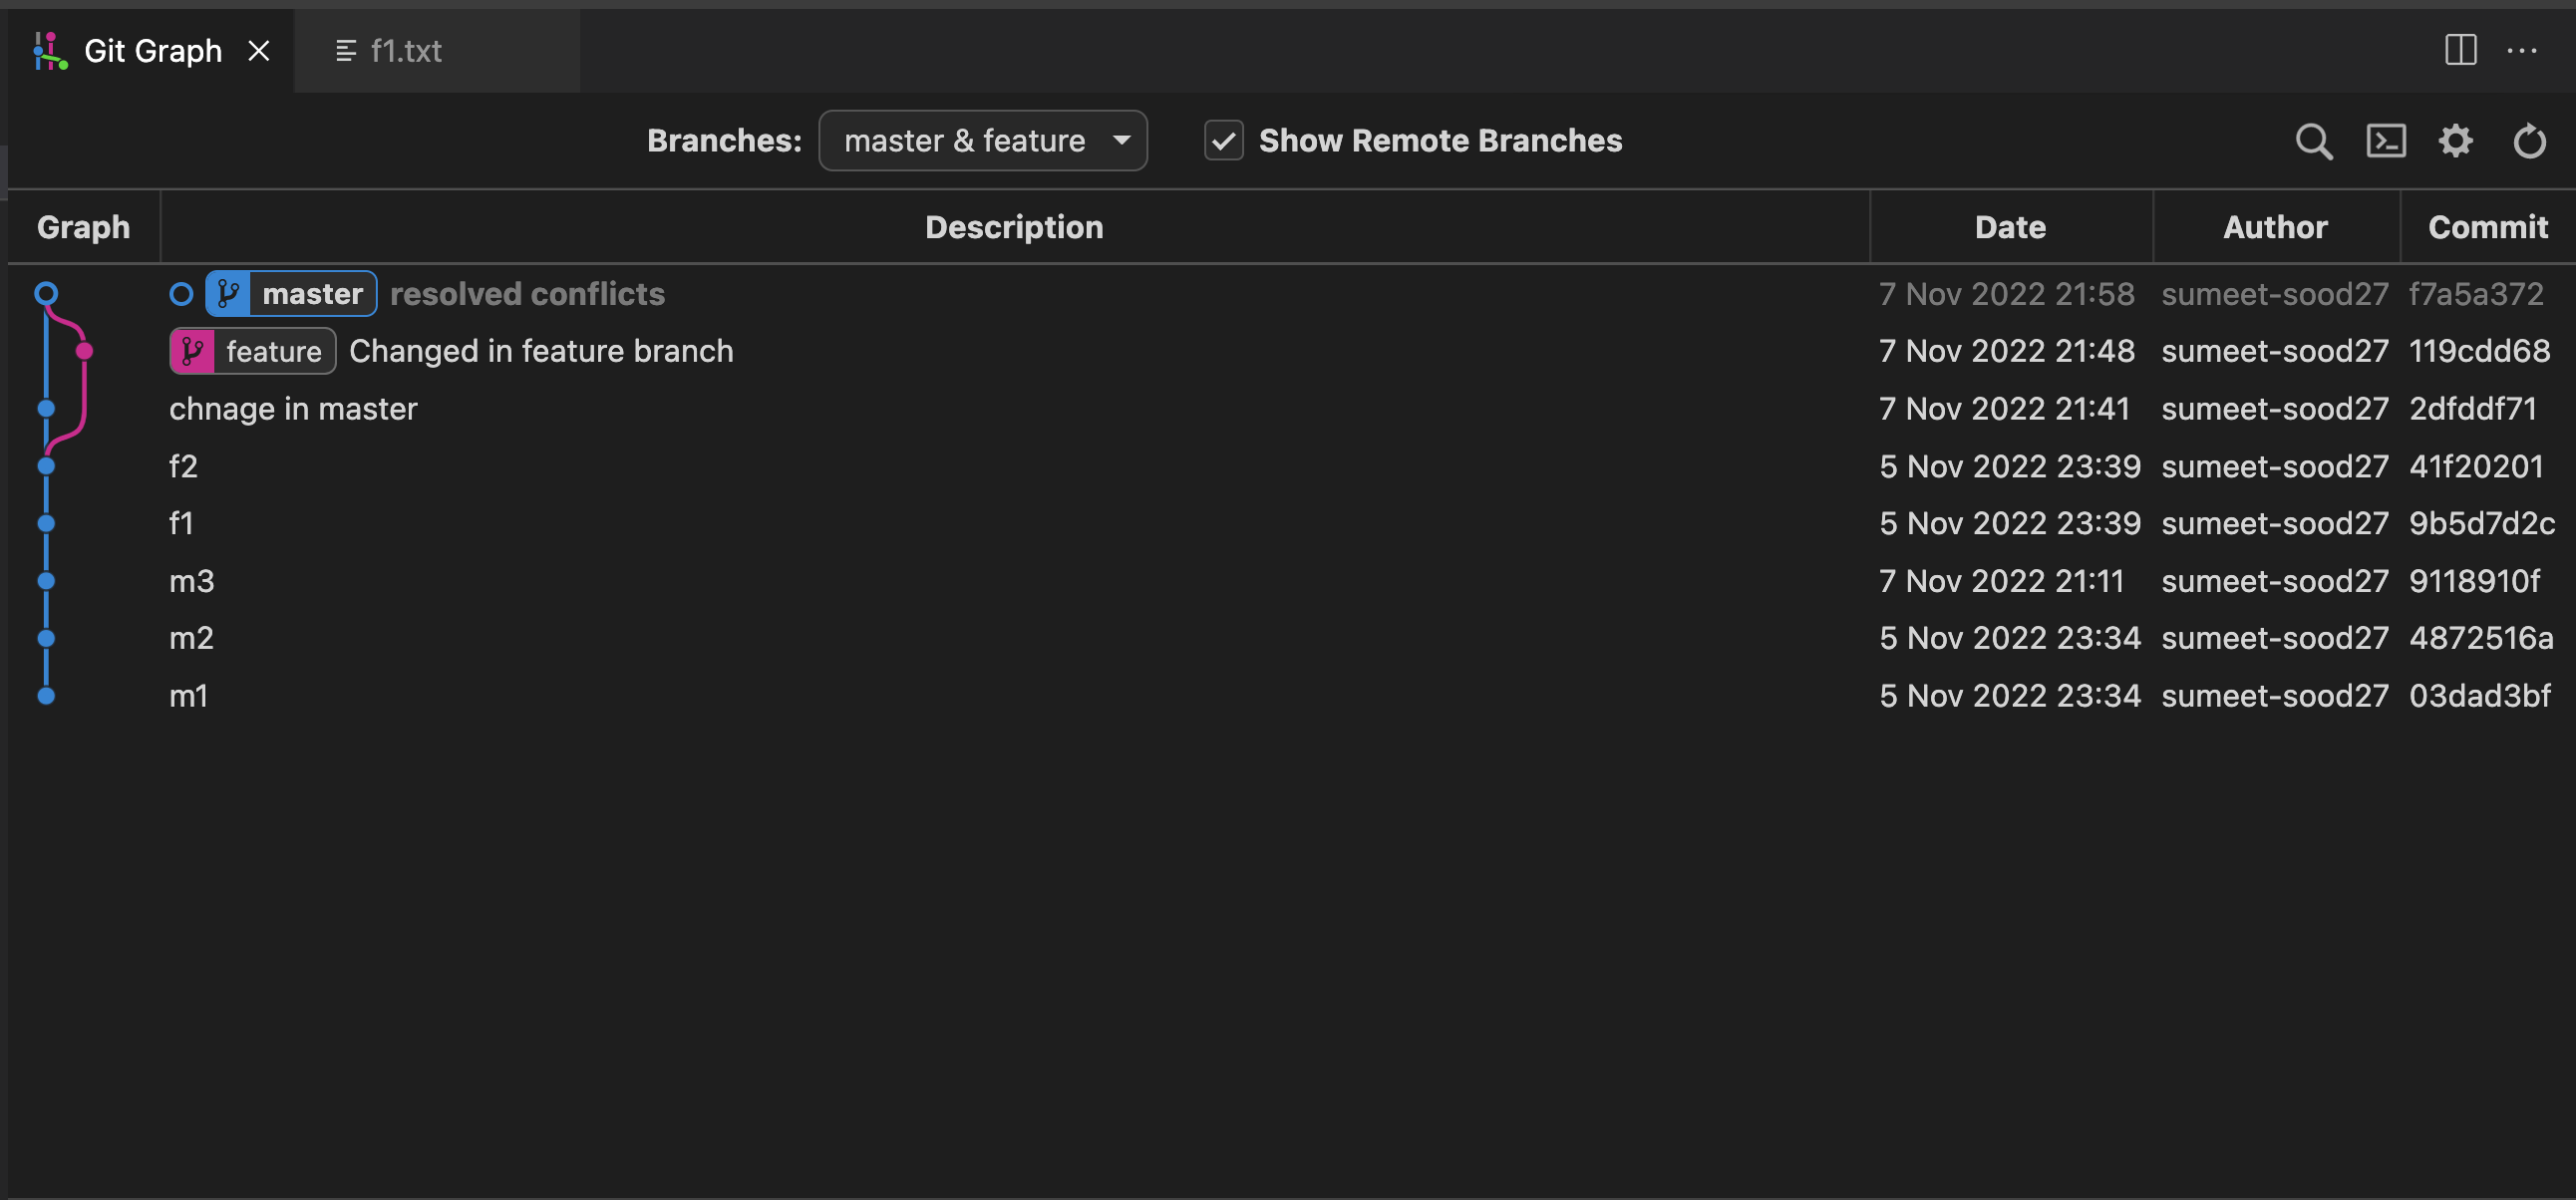 Git Graph f1.txt
Branches: master & feature Show Remote Branches
Graph Description Date Author Commit
master resolved conflicts 7 Nov 2022 21:58 sumeet-sood27 f7a5a372
feature Changed in feature branch 7 Nov 2022 21:48 sumeet-sood27 119cdd68
chnage in master 7 Nov 2022 21:41 sumeet-sood27 2dfddf71
f2 5 Nov 2022 23:39 sumeet-sood27 41f20201
f1 5 Nov 2022 23:39 sumeet-sood27 9b5d7d2c
m3 7 Nov 2022 21:11 sumeet-sood27 9118910f
m2 5 Nov 2022 23:34 sumeet-sood27 4872516a
m1 5 Nov 2022 23:34 sumeet-sood27 03dad3bf